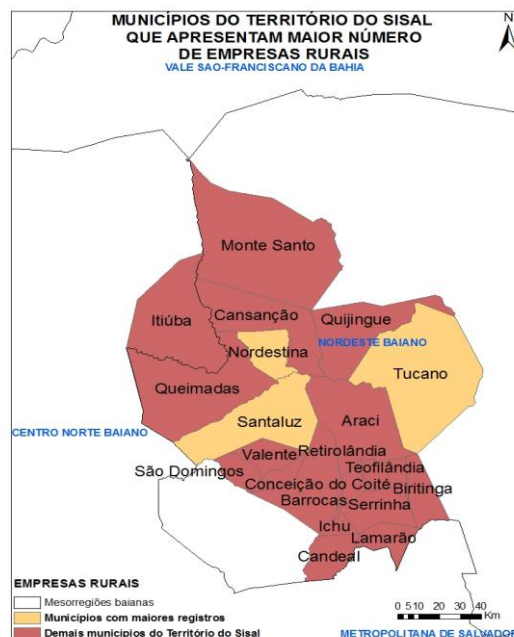 MUNICÍPIOS DO TERRITÓRIO DO SISAL
QUE APRESENTAM MAIOR NÚMERO
DE EMPRESAS RURAIS
VALE SAO-FRANCISCANO DA BAHIA
N
Monte Santo
Itiúba
Cansanção
Quijingue
NORDESTE BAIANO
Nordestina
Tucano
Queimadas
Araci
Santaluz
CENTRO NORTE BAIANO
Valente
Retirolândia
São Domingos
Teofilândia
Conceição do Coité
Biritinga
Barrocas
Serrinha
Ichu
Lamarão
Candeal
EMPRESAS RURAIS
Mesorregiões baianas
Municípios com maiores registros
Demais municípios do Território do Sisal
0 5 10 20 30 40
Km
METROPOLITANA DE SALVADOR